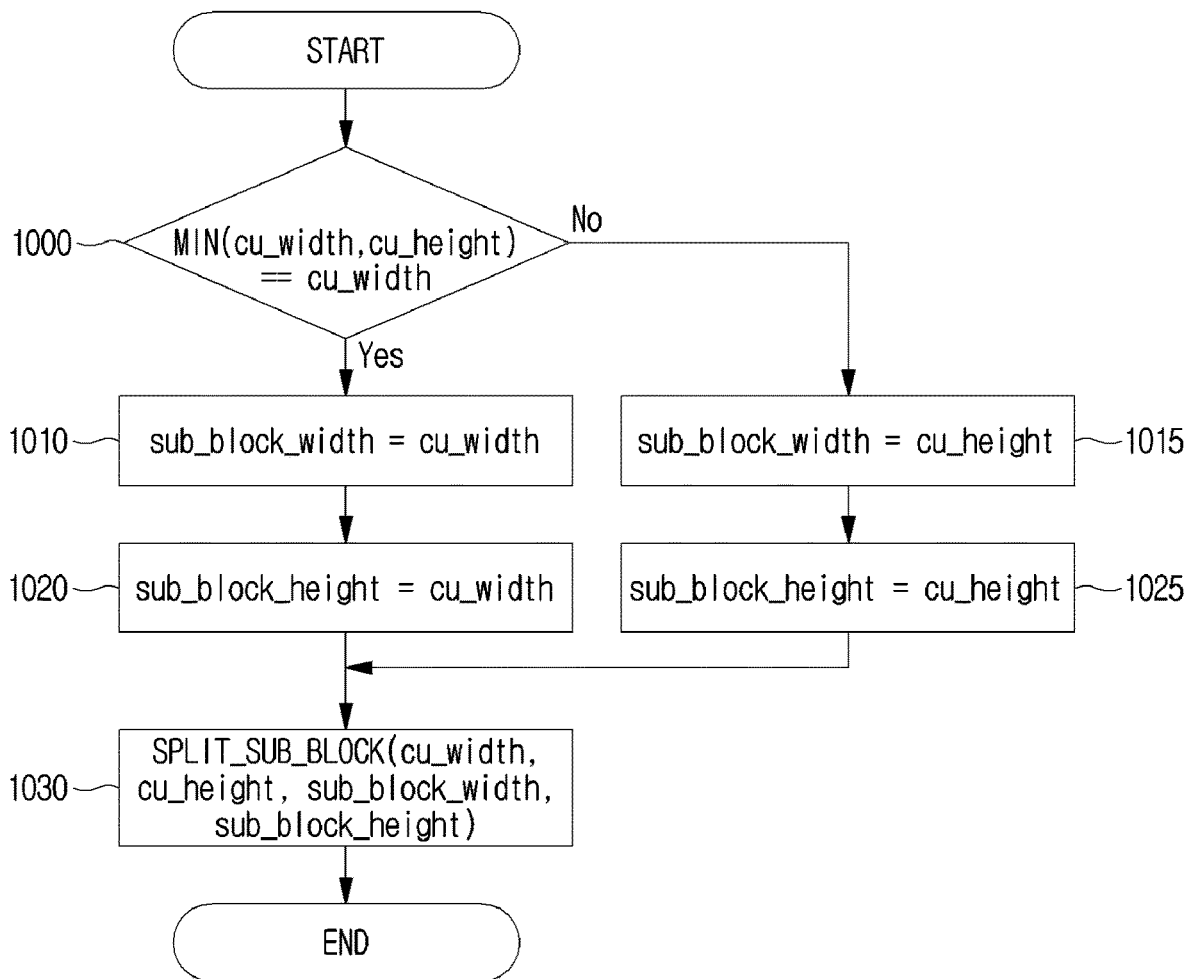 START
1000
MIN(cu_width,cu_height)
== cu_width
No
Yes
1010
sub_block_width = cu_width
sub_block_width = cu_height
1015
1020
sub_block_height = cu_width
sub_block_height = cu_height
1025
1030
SPLIT_SUB_BLOCK(cu_width,
cu_height, sub_block_width,
sub_block_height)
END